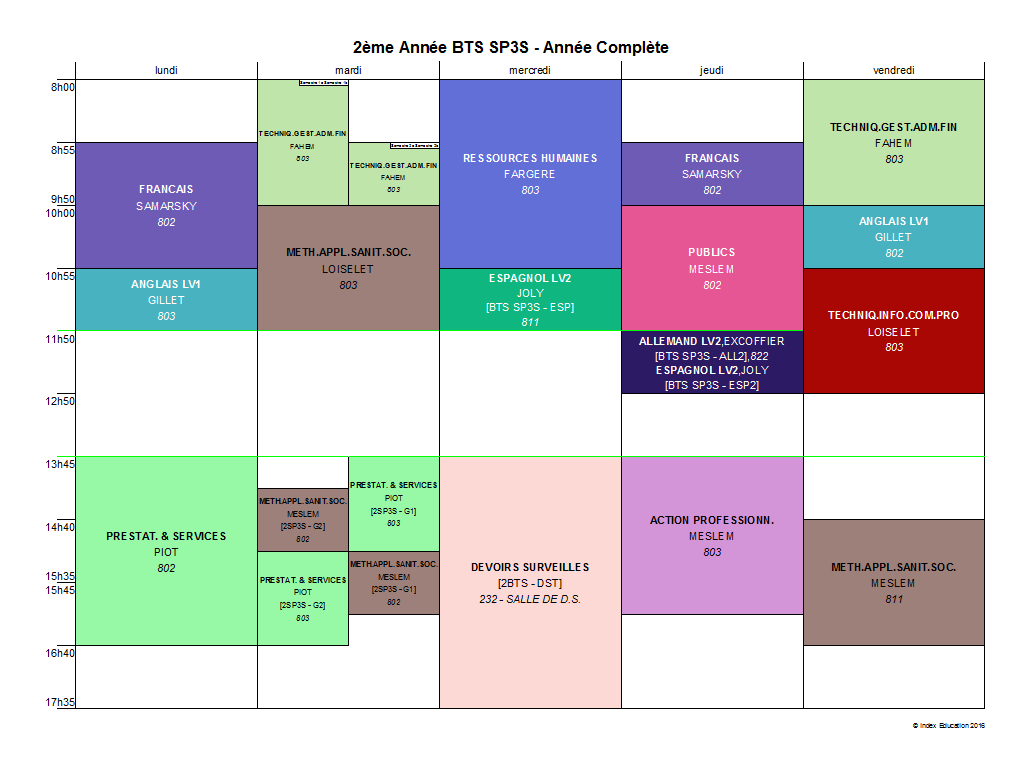 2ème Année BTS SP3S - Année Complète
lundi
mardi
mercredi
jeudi
vendredi
8h00
8h55
9h50
10h00
10h55
11h50
12h50
13h45
14h40
15h35
15h45
16h40
17h35
FRANCAIS
SAMARSKY
802
ANGLAIS LV1
GILLET
803
PRESTAT. & SERVICES
PIOT
802
TECHNIQ.GEST.ADM.FIN
FAHEM
803
TECHNIQ.GEST.ADM.FIN
FAHEM
803
METH.APPL.SANIT.SOC.
LOISELET
803
METH.APPL.SANIT.SOC.
MESLEM
[2SP3S - G2]
802
PRESTAT. & SERVICES
PIOT
[2SP3S - G1]
803
PRESTAT. & SERVICES
PIOT
[2SP3S - G2]
803
METH.APPL.SANIT.SOC.
MESLEM
[2SP3S - G1]
802
RESSOURCES HUMAINES
FARGERE
803
ESPAGNOL LV2
JOLY
[BTS SP3S - ESP]
811
DEVOIRS SURVEILLES
[2BTS - DST]
232 - SALLE DE D.S.
FRANCAIS
SAMARSKY
802
PUBLICS
MESLEM
802
ALLEMAND LV2,EXCOFFIER
[BTS SP3S - ALL2],822
ESPAGNOL LV2,JOLY
[BTS SP3S - ESP2]
ACTION PROFESSIONN.
MESLEM
803
TECHNIQ.GEST.ADM.FIN
FAHEM
803
ANGLAIS LV1
GILLET
802
TECHNIQ.INFO.COM.PRO
LOISELET
803
METH.APPL.SANIT.SOC.
MESLEM
811
© Index Education 2016